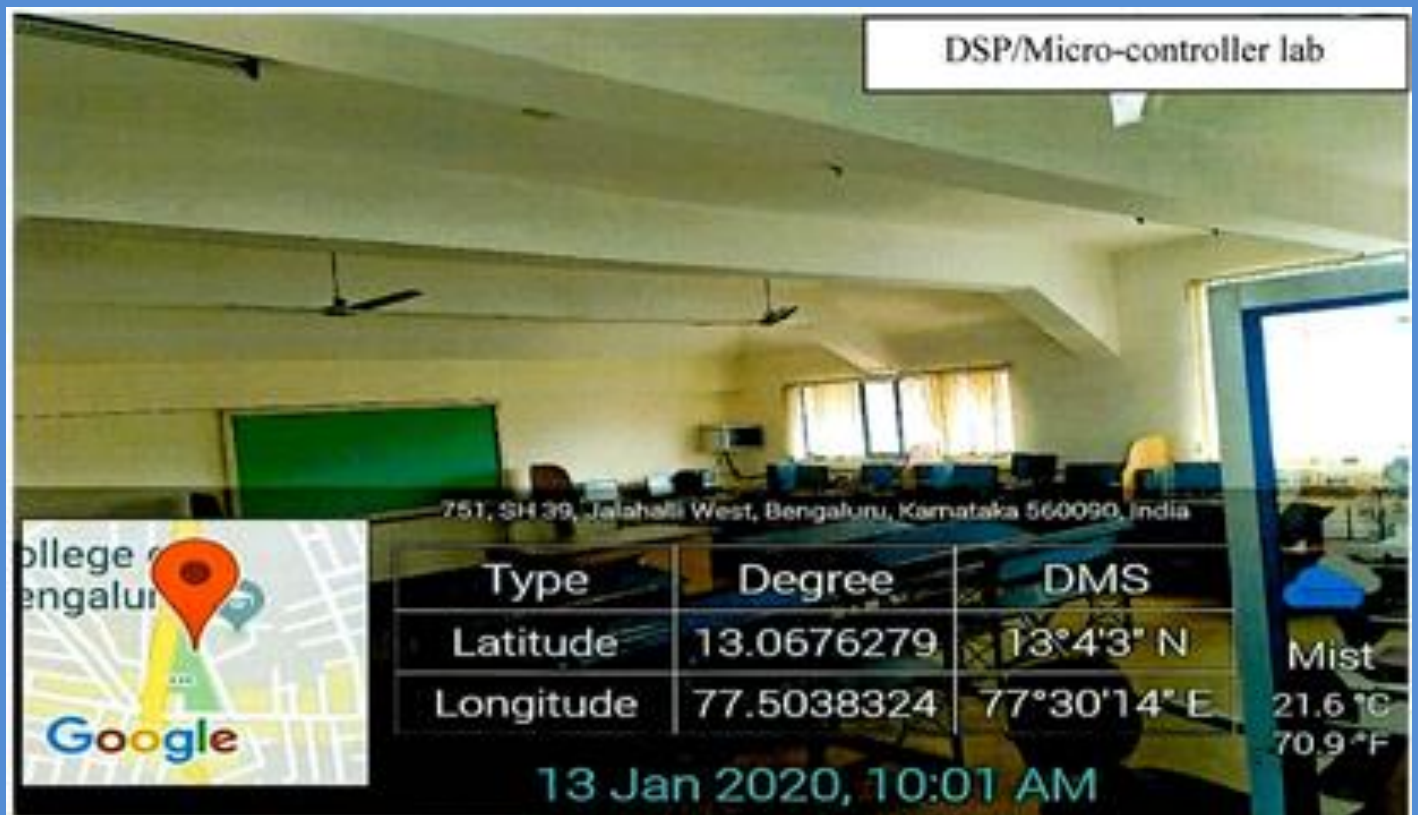 DSP/Micro-controller lab
751, SH 39, Jalahalli West, Bengaluru, Karnataka 560090, India
ollege
engalur
Google
Type Degree DMS
Latitude 13.0676279 13°4'3" N
Longitude 77.5038324 77°30'14" E
Mist
21.6 °C
70.9 °F
13 Jan 2020, 10:01 AM